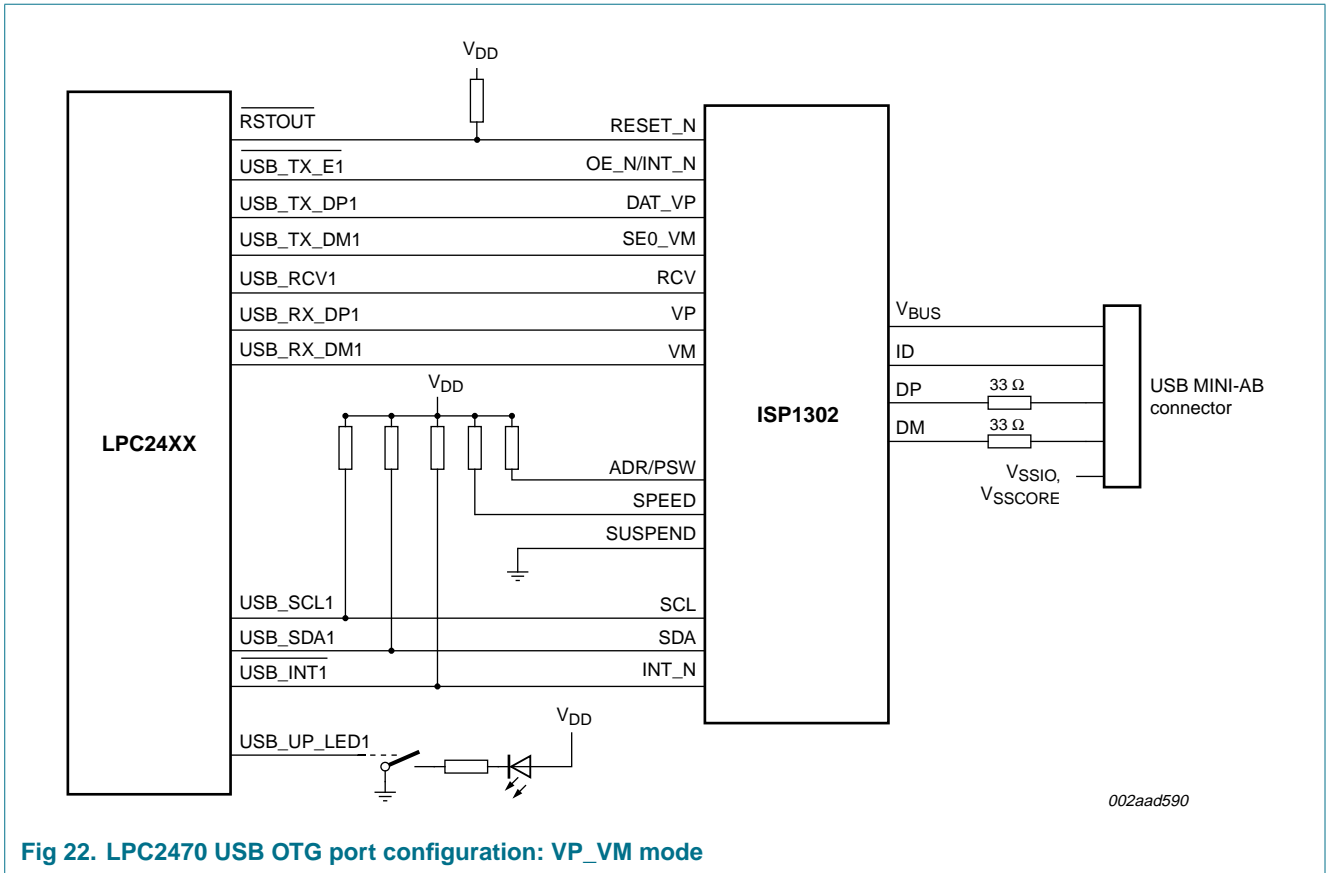 VDD
RSTOUT RESET_N
USB_TX_E1 OE_N/INT_N
USB_TX_DP1 DAT_VP
USB_TX_DM1 SE0_VM
USB_RCV1 RCV
USB_RX_DP1 VP
USB_RX_DM1 VM
VBUS
ID
DP 33 Ω
DM 33 Ω
USB MINI-AB
connector
VSSIO,
VSSCORE
LPC24XX
ISP1302
VDD
ADR/PSW
SPEED
SUSPEND
USB_SCL1 SCL
USB_SDA1 SDA
USB_INT1 INT_N
VDD
USB_UP_LED1
002aad590
Fig 22. LPC2470 USB OTG port configuration: VP_VM mode